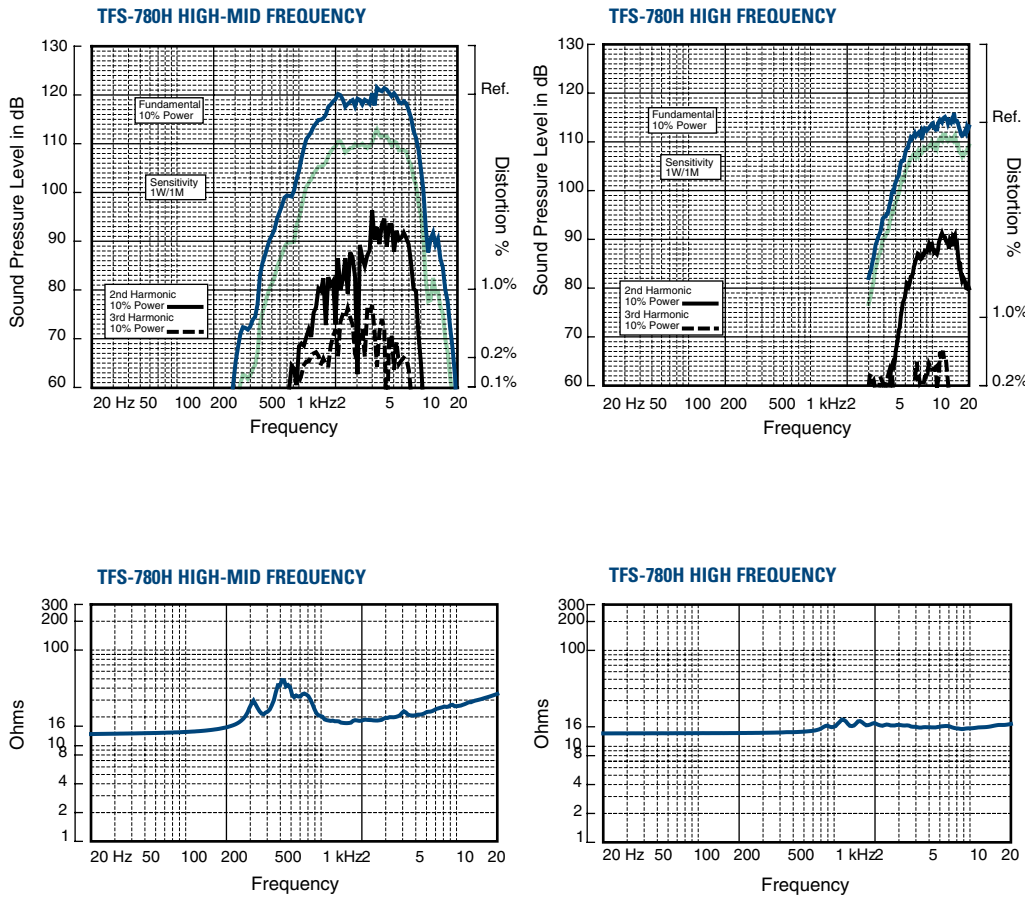 TFS-780H HIGH-MID FREQUENCY
130
120
110
100
90
80
70
60
Sound Pressure Level in dB
Fundamental
10% Power
Sensitivity
1W/1M
2nd Harmonic
10% Power
3rd Harmonic
10% Power
Ref.
1.0%
0.2%
0.1%
Distortion %
20 Hz 50 100 200 500 1 kHz2 5 10 20
Frequency
TFS-780H HIGH FREQUENCY
130
120
110
100
90
80
70
60
Sound Pressure Level in dB
Fundamental
10% Power
Sensitivity
1W/1M
2nd Harmonic
10% Power
3rd Harmonic
10% Power
Ref.
1.0%
0.2%
Distortion %
20 Hz 50 100 200 500 1 kHz2 5 10 20
Frequency
TFS-780H HIGH-MID FREQUENCY
300
200
100
16
10
8
4
2
1
Ohms
20 Hz 50 100 200 500 1 kHz2 5 10 20
Frequency
TFS-780H HIGH FREQUENCY
300
200
100
16
10
8
4
2
1
Ohms
20 Hz 50 100 200 500 1 kHz2 5 10 20
Frequency